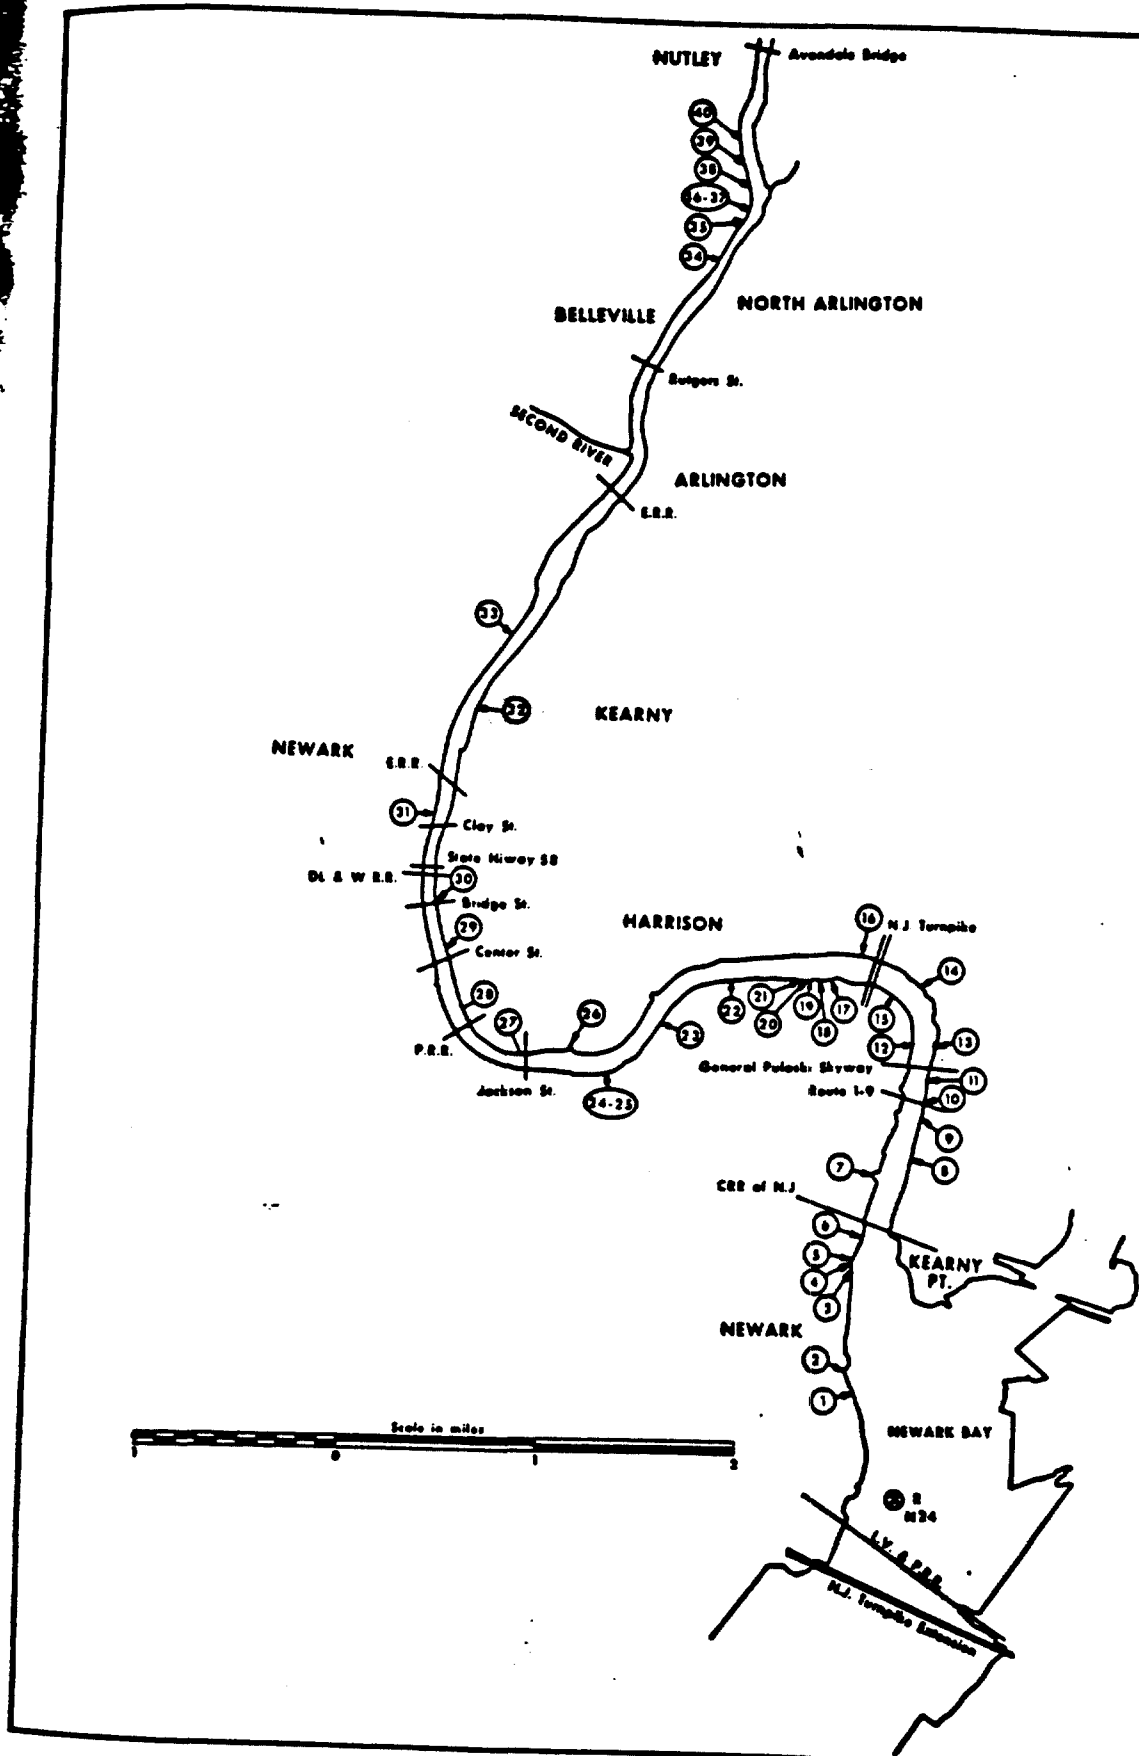 NUTLEY
Avondale Bridge
40
39
38
36-37
35
34
NORTH ARLINGTON
BELLEVILLE
Rutgers St.
SECOND RIVER
ARLINGTON
E.R.R.
33
32
KEARNY
NEWARK
E.R.R.
31
Clay St.
State Hiway 58
DL & W R.R.
30
Bridge St.
HARRISON
16
N.J. Turnpike
29
Center St.
14
28
27
26
22
21
20
19
18
17
15
23
12
13
P.R.R.
General Pulaski Skyway
Jackson St.
24-25
Route 1-9
11
10
9
8
7
CRR of N.J.
6
5
4
3
KEARNY
PT.
NEWARK
2
1
Scale in miles
1
0
1
2
NEWARK BAY
R
N24
L.V. & P.R.R.
N.J. Turnpike Extension